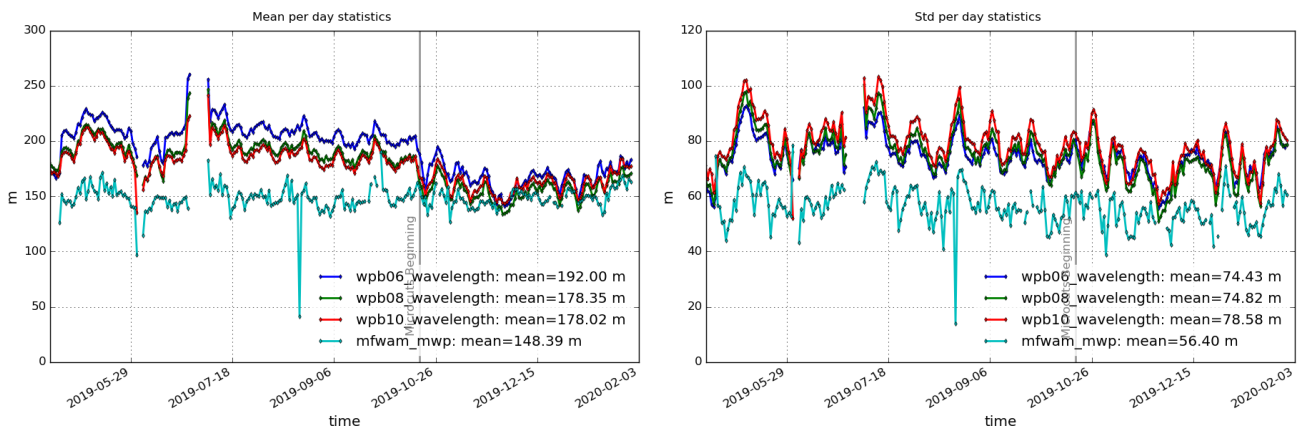 Mean per day statistics
300
250
200
150
100
50
0
m
Microcuts Beginning
wpb06_wavelength: mean=192.00 m
wpb08_wavelength: mean=178.35 m
wpb10_wavelength: mean=178.02 m
mfwam_mwp: mean=148.39 m
2019-05-29
2019-07-18
2019-09-06
2019-10-26
2019-12-15
2020-02-03
time
Std per day statistics
120
100
80
60
40
20
0
m
Microcuts Beginning
wpb06_wavelength: mean=74.43 m
wpb08_wavelength: mean=74.82 m
wpb10_wavelength: mean=78.58 m
mfwam_mwp: mean=56.40 m
2019-05-29
2019-07-18
2019-09-06
2019-10-26
2019-12-15
2020-02-03
time